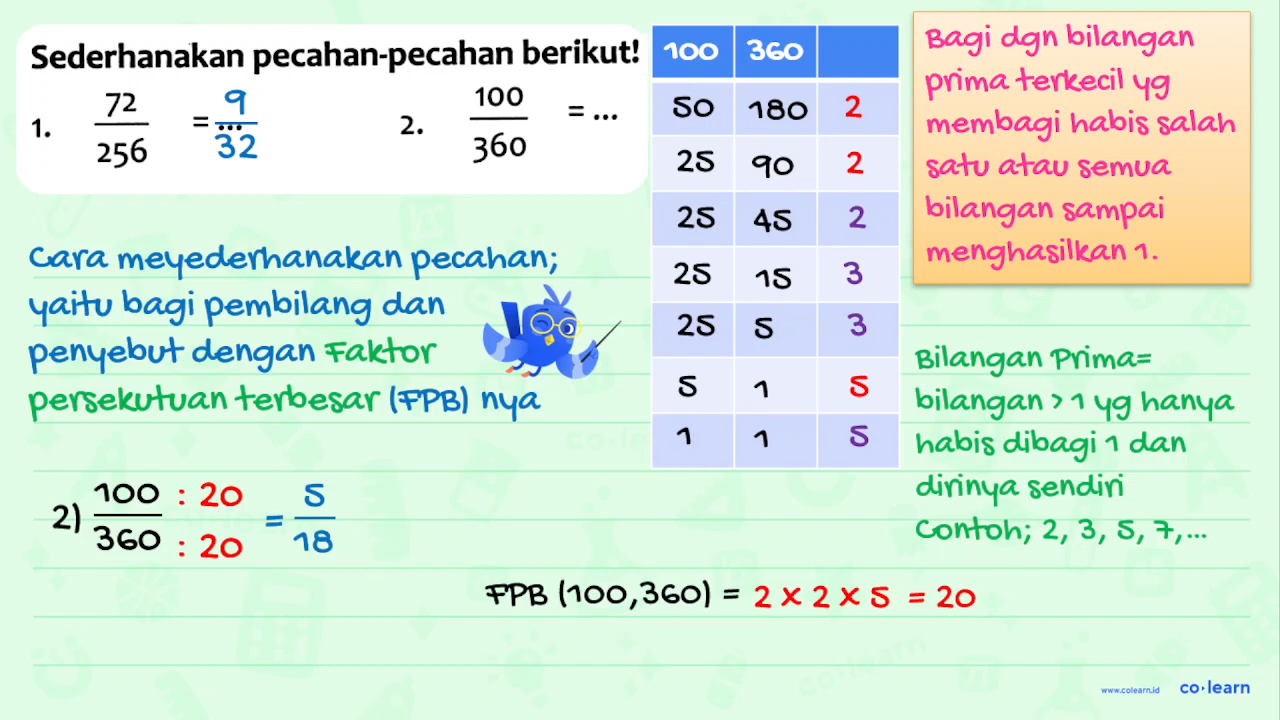 Sederhanakan pecahan-pecahan berikut!
1. 72/256 = ... 9/32
2. 100/360 = ...
Cara meyederhanakan pecahan;
yaitu bagi pembilang dan
penyebut dengan Faktor
persekutuan terbesar (FPB) nya
100 360
50 180 2
25 90 2
25 45 2
25 15 3
25 5 3
5 1 5
1 1 5
Bagi dgn bilangan
prima terkecil yg
membagi habis salah
satu atau semua
bilangan sampai
menghasilkan 1.
Bilangan Prima=
bilangan > 1 yg hanya
habis dibagi 1 dan
dirinya sendiri
Contoh; 2, 3, 5, 7,...
2) 100/360 : 20/: 20 = 5/18
FPB (100,360) = 2 x 2 x 5 = 20
www.colearn.id co·learn